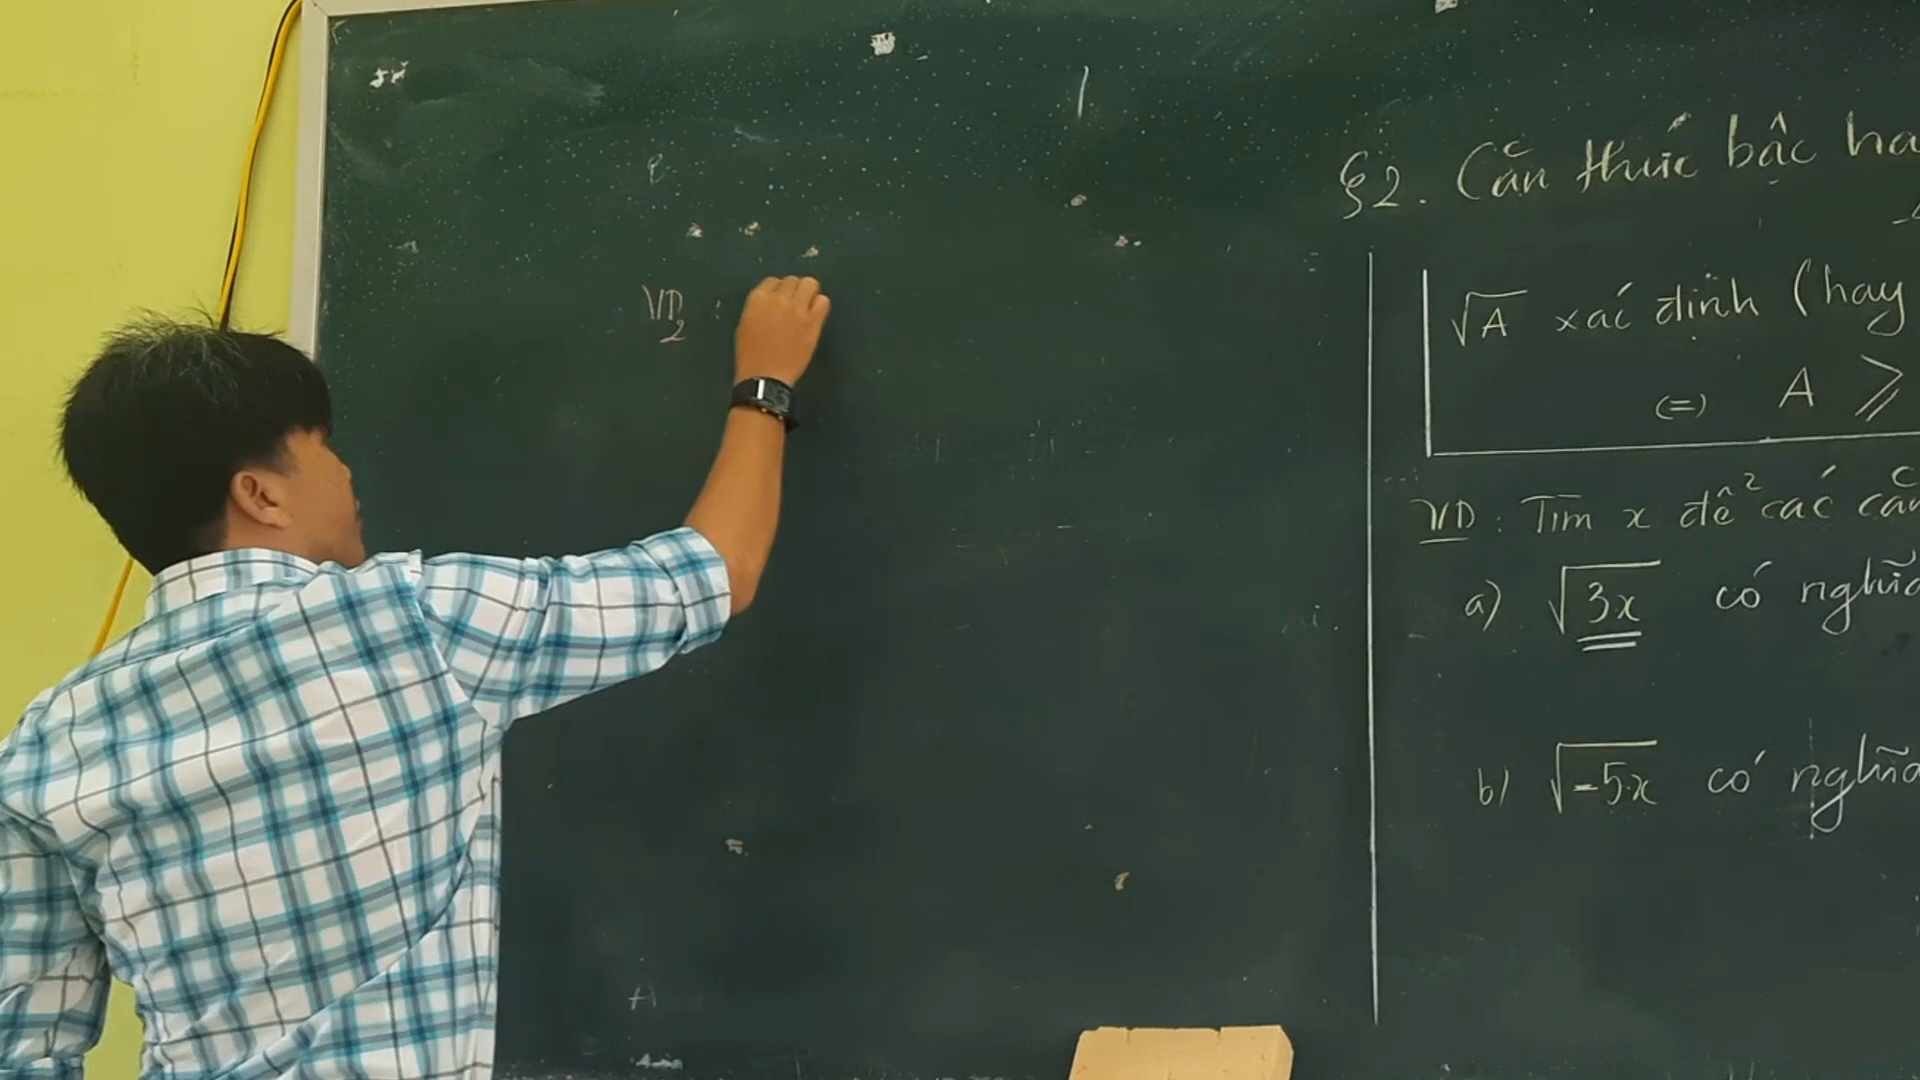 VD2 :
§2. Căn thức bậc ha
√A xác định (hay
(=) A ⩾
VD : Tìm x để các căn
a) √3x có nghĩa
b) √-5x có nghĩa